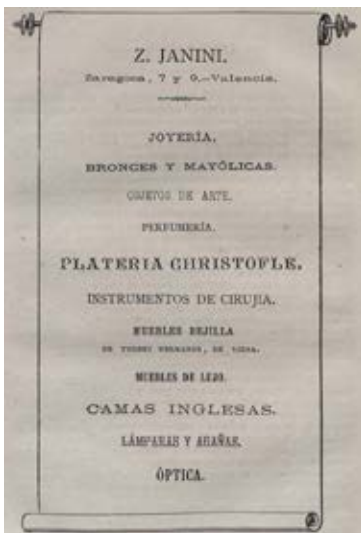 Z. JANINI.
Zaragoza, 7 y 9.—Valencia.
JOYERÍA.
BRONCES Y MAYÓLICAS.
OBJETOS DE ARTE.
PERFUMERÍA.
PLATERIA CHRISTOFLE.
INSTRUMENTOS DE CIRUJIA.
MUEBLES REJILLA
DE THONET HERMANOS, DE VIENA.
MUEBLES DE LUJO.
CAMAS INGLESAS.
LÁMPARAS Y ARAÑAS.
ÓPTICA.